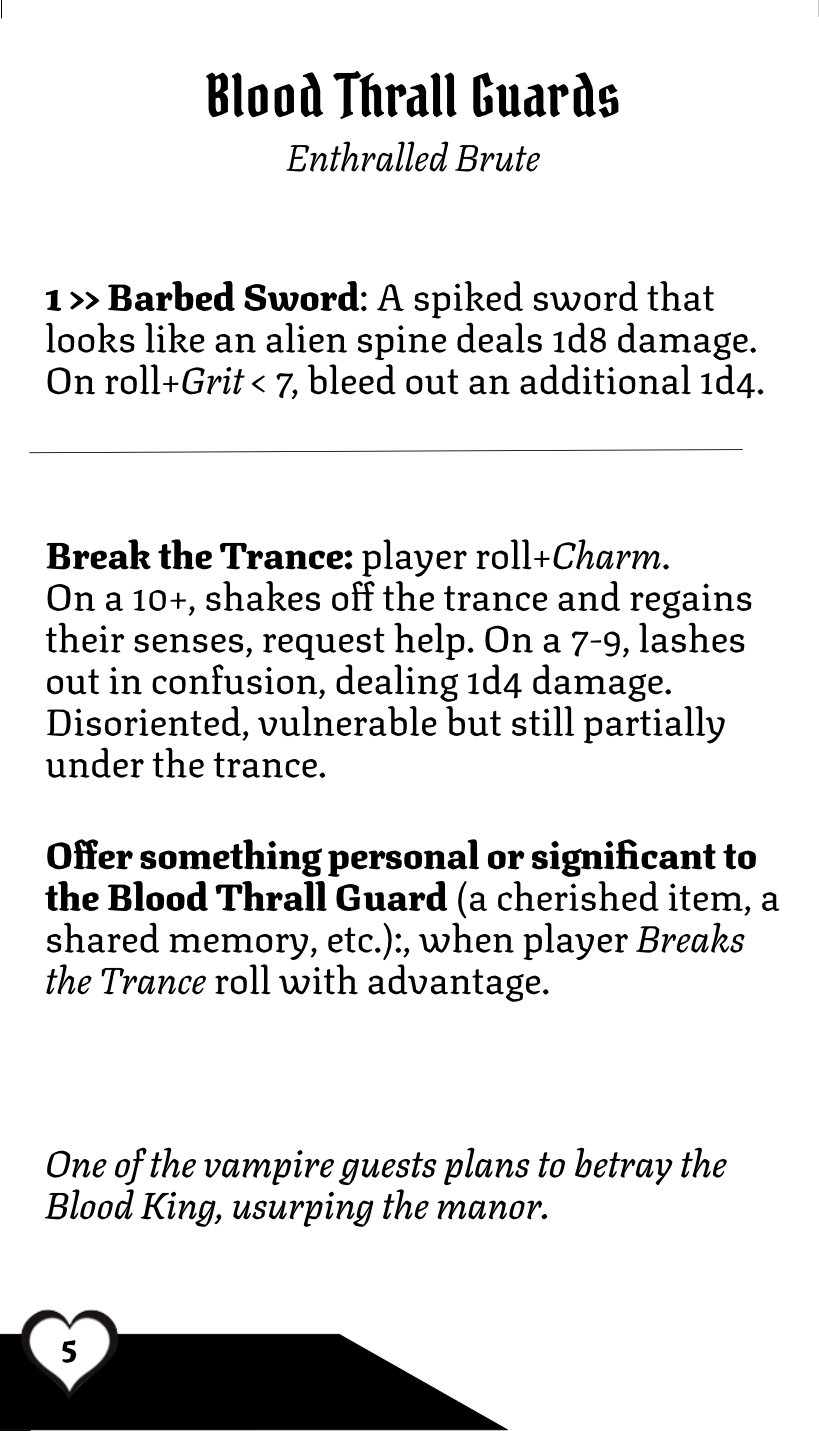 Blood Thrall Guards
Enthralled Brute
1 >> Barbed Sword: A spiked sword that
looks like an alien spine deals 1d8 damage.
On roll+Grit < 7, bleed out an additional 1d4.
Break the Trance: player roll+Charm.
On a 10+, shakes off the trance and regains
their senses, request help. On a 7-9, lashes
out in confusion, dealing 1d4 damage.
Disoriented, vulnerable but still partially
under the trance.
Offer something personal or significant to
the Blood Thrall Guard (a cherished item, a
shared memory, etc.):, when player Breaks
the Trance roll with advantage.
One of the vampire guests plans to betray the
Blood King, usurping the manor.
5